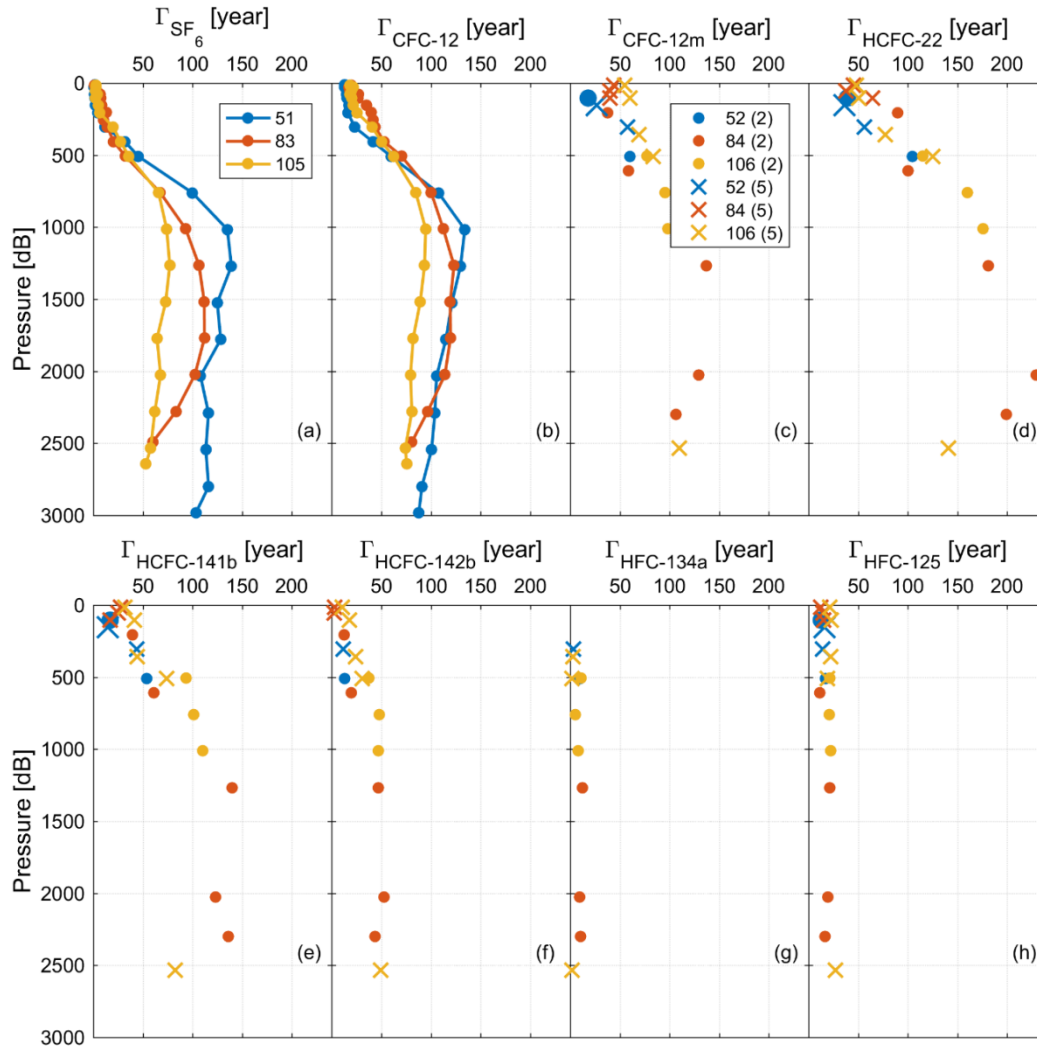 Γ_SF6 [year] Γ_CFC-12 [year] Γ_CFC-12m [year] Γ_HCFC-22 [year]
50 100 150 200 50 100 150 200 50 100 150 200 50 100 150 200
0
500
1000
1500
2000
2500
3000
Pressure [dB]
51
83
105
52 (2)
84 (2)
106 (2)
52 (5)
84 (5)
106 (5)
(a) (b) (c) (d)
Γ_HCFC-141b [year] Γ_HCFC-142b [year] Γ_HFC-134a [year] Γ_HFC-125 [year]
50 100 150 200 50 100 150 200 50 100 150 200 50 100 150 200
0
500
1000
1500
2000
2500
3000
Pressure [dB]
(e) (f) (g) (h)